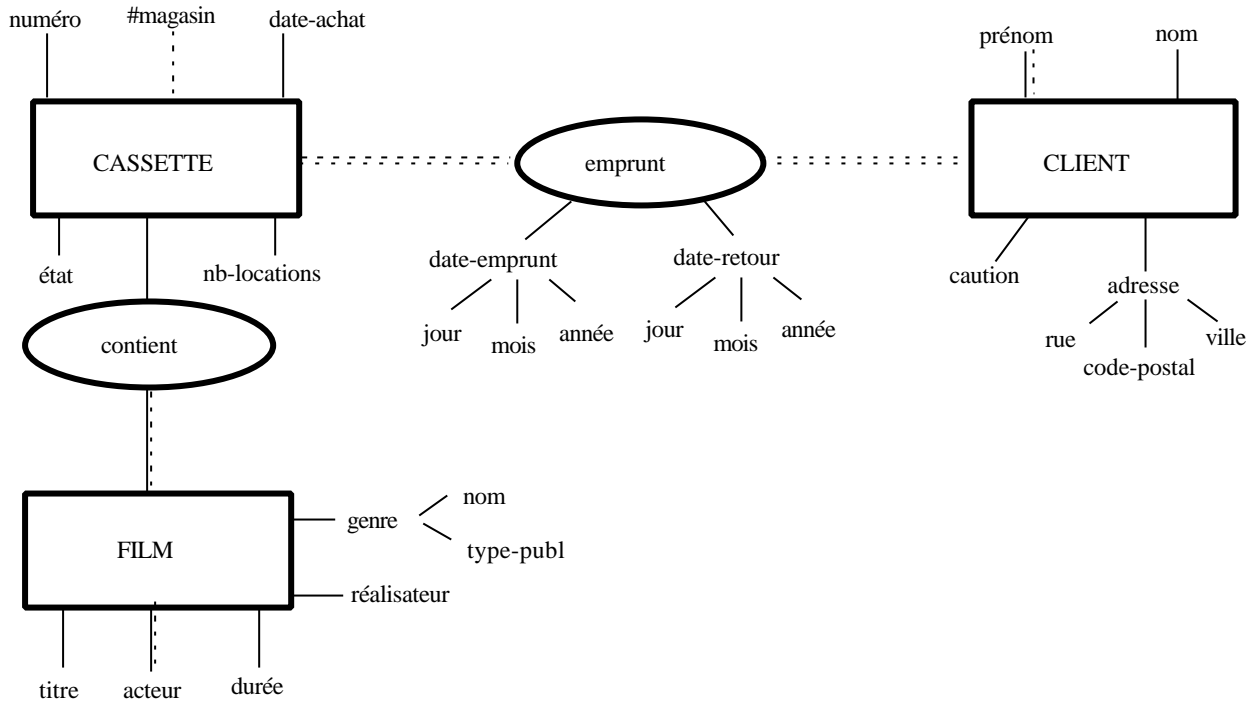 numéro #magasin date-achat
prénom nom
CASSETTE emprunt CLIENT
état nb-locations
date-emprunt date-retour
caution adresse
jour mois année jour mois année
rue code-postal ville
contient
genre nom
type-publ
FILM
réalisateur
titre acteur durée